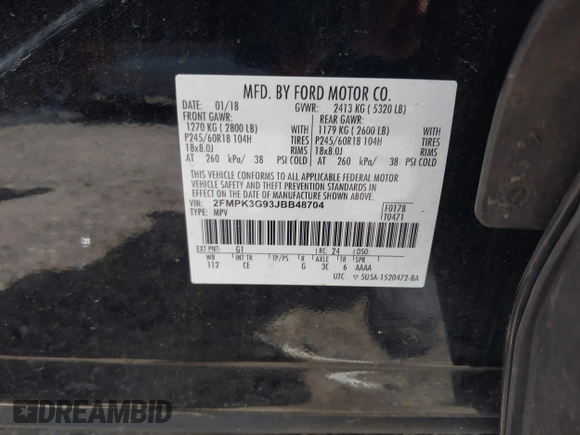 MFD. BY FORD MOTOR CO.
DATE: 01/18 GVWR: 2413 KG ( 5320 LB)
FRONT GAWR: REAR GAWR:
1270 KG ( 2800 LB) WITH 1179 KG ( 2600 LB) WITH
P245/60R18 104H TIRES P245/60R18 104H TIRES
18x8.0J RIMS 18x8.0J RIMS
AT 260 kPa/ 38 PSI COLD AT 260 kPa/ 38 PSI COLD
THIS VEHICLE CONFORMS TO ALL APPLICABLE FEDERAL MOTOR
VEHICLE SAFETY AND THEFT PREVENTION STANDARDS IN EFFECT
ON THE DATE OF MANUFACTURE SHOWN ABOVE.
VIN: 2FMPK3G93JBB48704 F0178
TYPE: MPV T0471
EXT PNT: G1 RC: 24 DSO:
WB INT TR TP/PS R AXLE TR SPR
112 CE G 3C 6 AAAA
UTC ▽ 5U5A-1520472-BA
DREAMBID